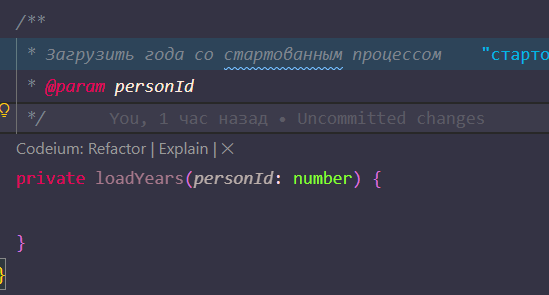 /**
* Загрузить года со стартованным процессом "старто
* @param personId
*/ You, 1 час назад • Uncommitted changes
Codeium: Refactor | Explain | ×
private loadYears(personId: number) {
}
}